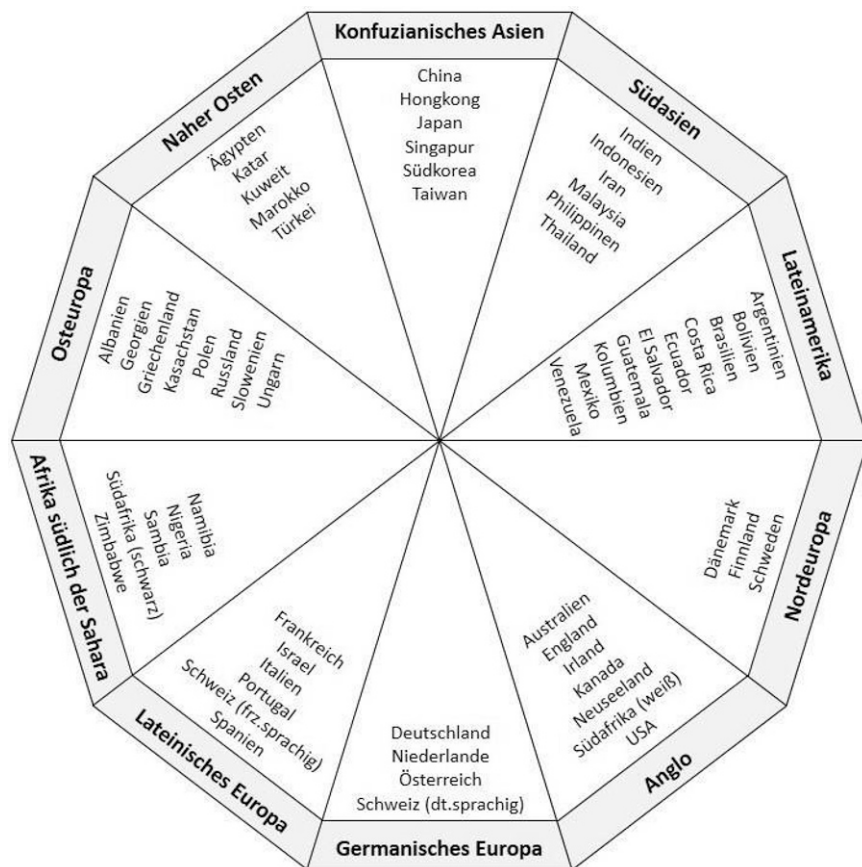 Konfuzianisches Asien
China
Hongkong
Japan
Singapur
Südkorea
Taiwan
Südasien
Indien
Indonesien
Iran
Malaysia
Philippinen
Thailand
Lateinamerika
Argentinien
Bolivien
Brasilien
Costa Rica
Ecuador
El Salvador
Guatemala
Kolumbien
Mexiko
Venezuela
Nordeuropa
Dänemark
Finnland
Schweden
Anglo
Australien
England
Irland
Kanada
Neuseeland
Südafrika (weiß)
USA
Germanisches Europa
Deutschland
Niederlande
Österreich
Schweiz (dt.sprachig)
Lateinisches Europa
Frankreich
Israel
Italien
Portugal
Schweiz (frz.sprachig)
Spanien
Afrika südlich der Sahara
Namibia
Nigeria
Sambia
Südafrika (schwarz)
Zimbabwe
Osteuropa
Albanien
Georgien
Griechenland
Kasachstan
Polen
Russland
Slowenien
Ungarn
Naher Osten
Ägypten
Katar
Kuweit
Marokko
Türkei